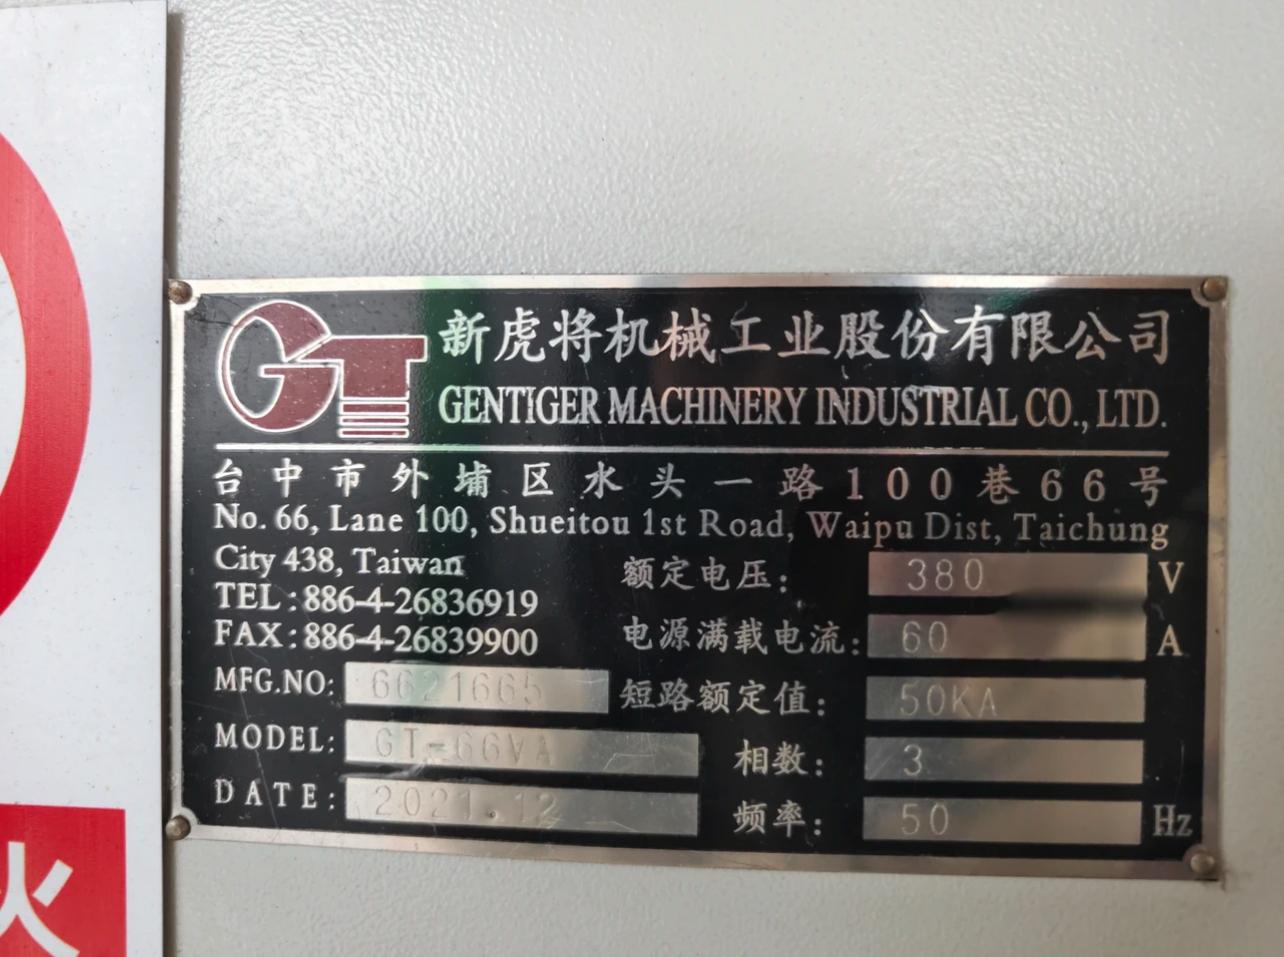 GT
新虎将机械工业股份有限公司
GENTIGER MACHINERY INDUSTRIAL CO., LTD.
台中市外埔区水头一路100巷66号
No. 66, Lane 100, Shueitou 1st Road, Waipu Dist, Taichung
City 438, Taiwan
TEL:886-4-26836919
FAX:886-4-26839900
MFG.NO: 6621665
MODEL: GT-66VA
DATE: 2021.12
额定电压: 380 V
电源满载电流: 60 A
短路额定值: 50KA
相数: 3
频率: 50 Hz
火